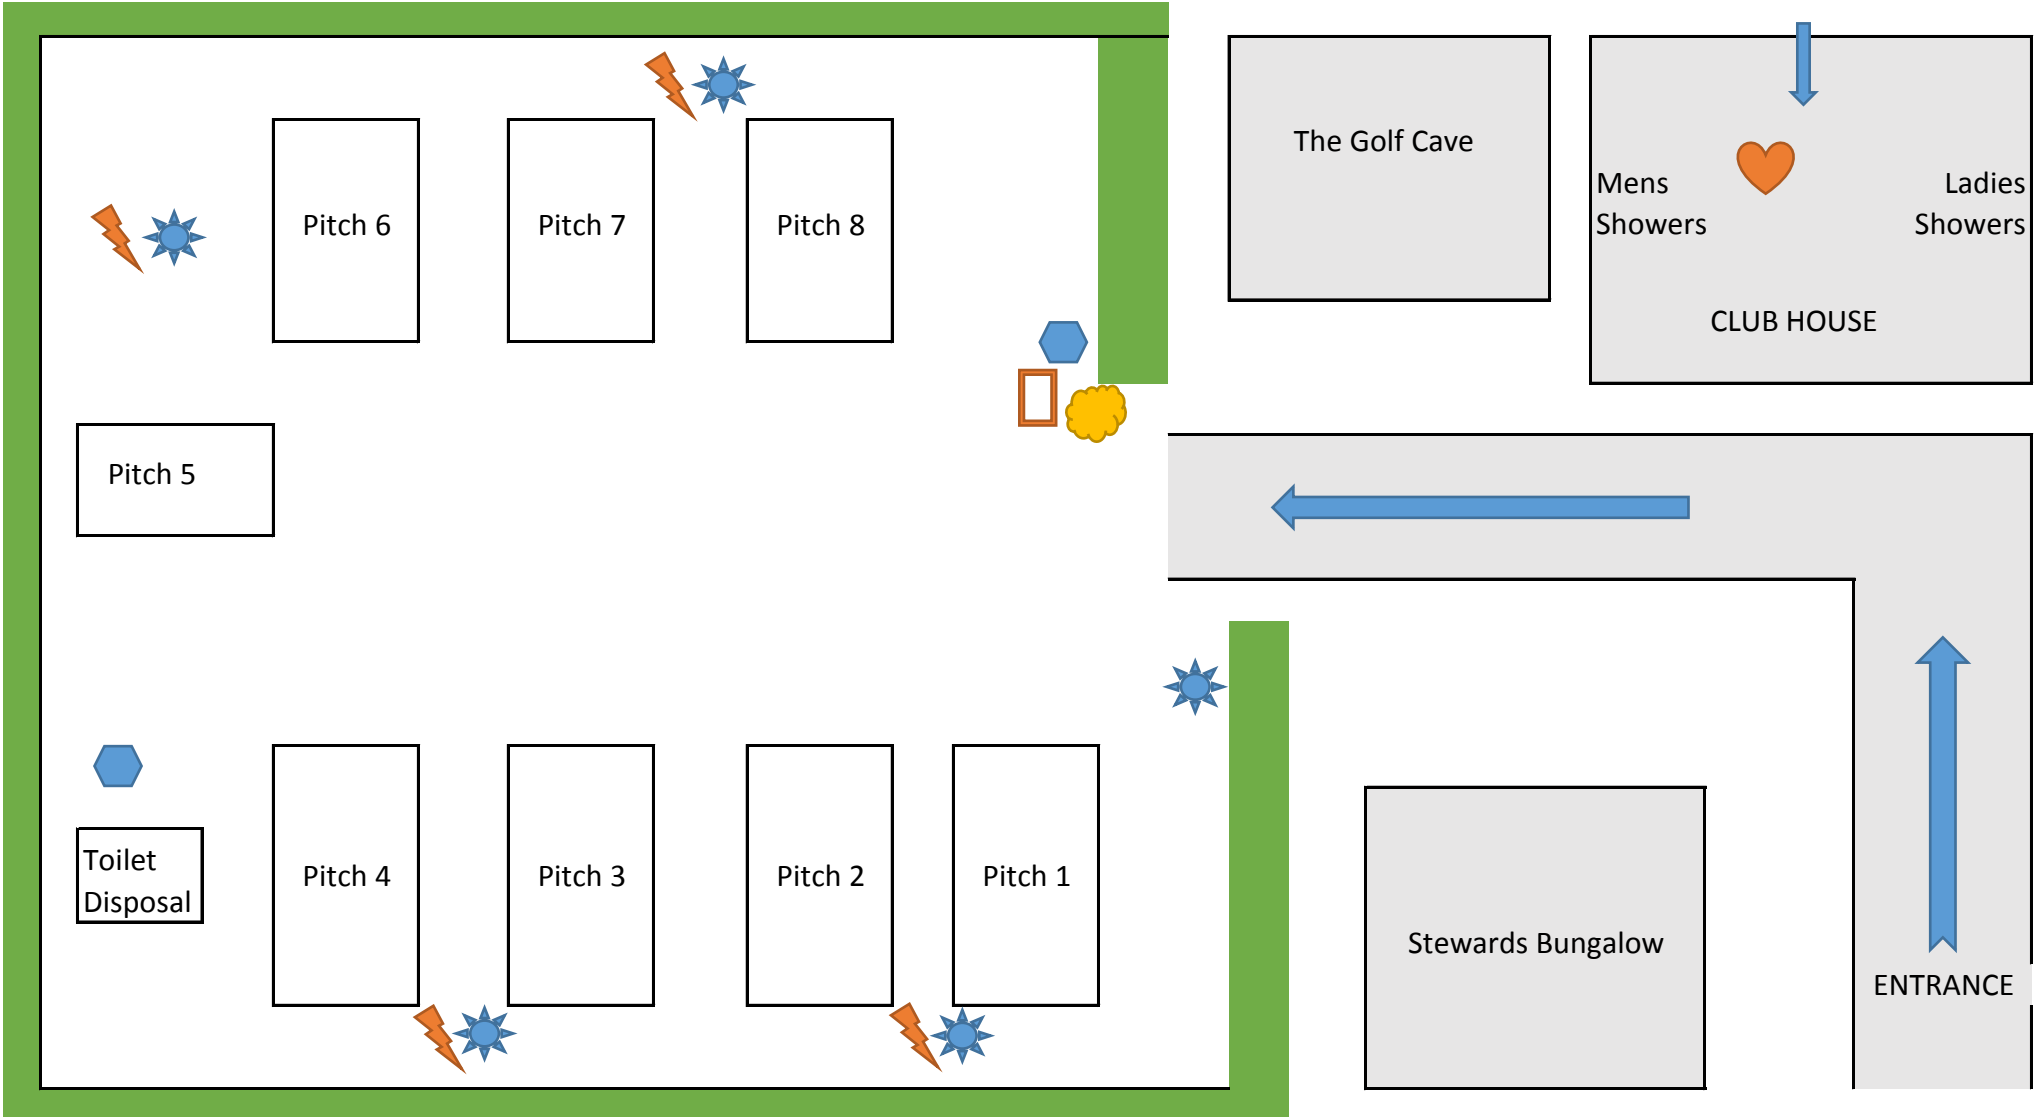 The Golf Cave
Mens
Showers
Ladies
Showers
CLUB HOUSE
Pitch 6
Pitch 7
Pitch 8
Pitch 5
Toilet
Disposal
Pitch 4
Pitch 3
Pitch 2
Pitch 1
Stewards Bungalow
ENTRANCE